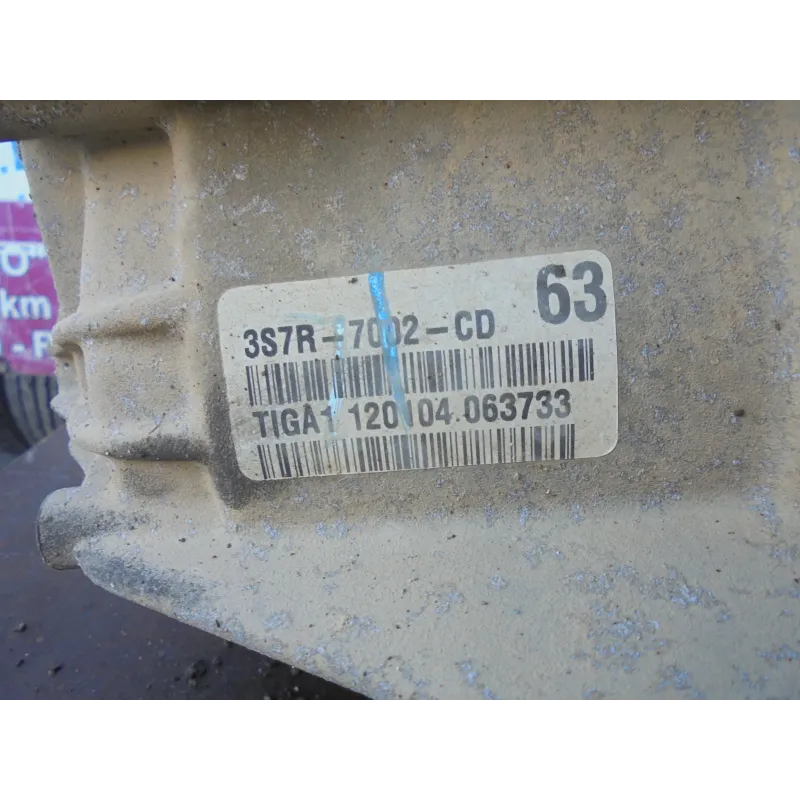 63
3S7R-7002-CD
TIGA1 120104.063733
O"
km
- R